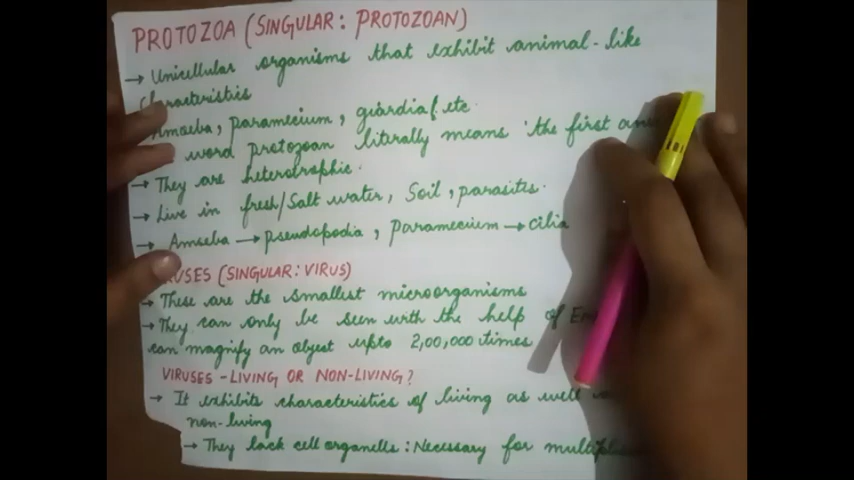 PROTOZOA (SINGULAR: PROTOZOAN)
→ Unicellular organisms that exhibit animal-like
characteristics
Amoeba, paramecium, giardia etc
word protozoan literally means 'the first
→ They are heterotrophic.
→ Live in fresh/salt water, Soil, parasites.
→ Amoeba → pseudopodia, Paramecium → cilia
VIRUSES (SINGULAR: VIRUS)
→ These are the smallest microorganisms
→ They can only be seen with the help of
can magnify an object upto 2,00,000 times
VIRUSES - LIVING OR NON-LIVING?
→ It exhibits characteristics of living as well
non-living
→ They lack cell organells: Necessary for